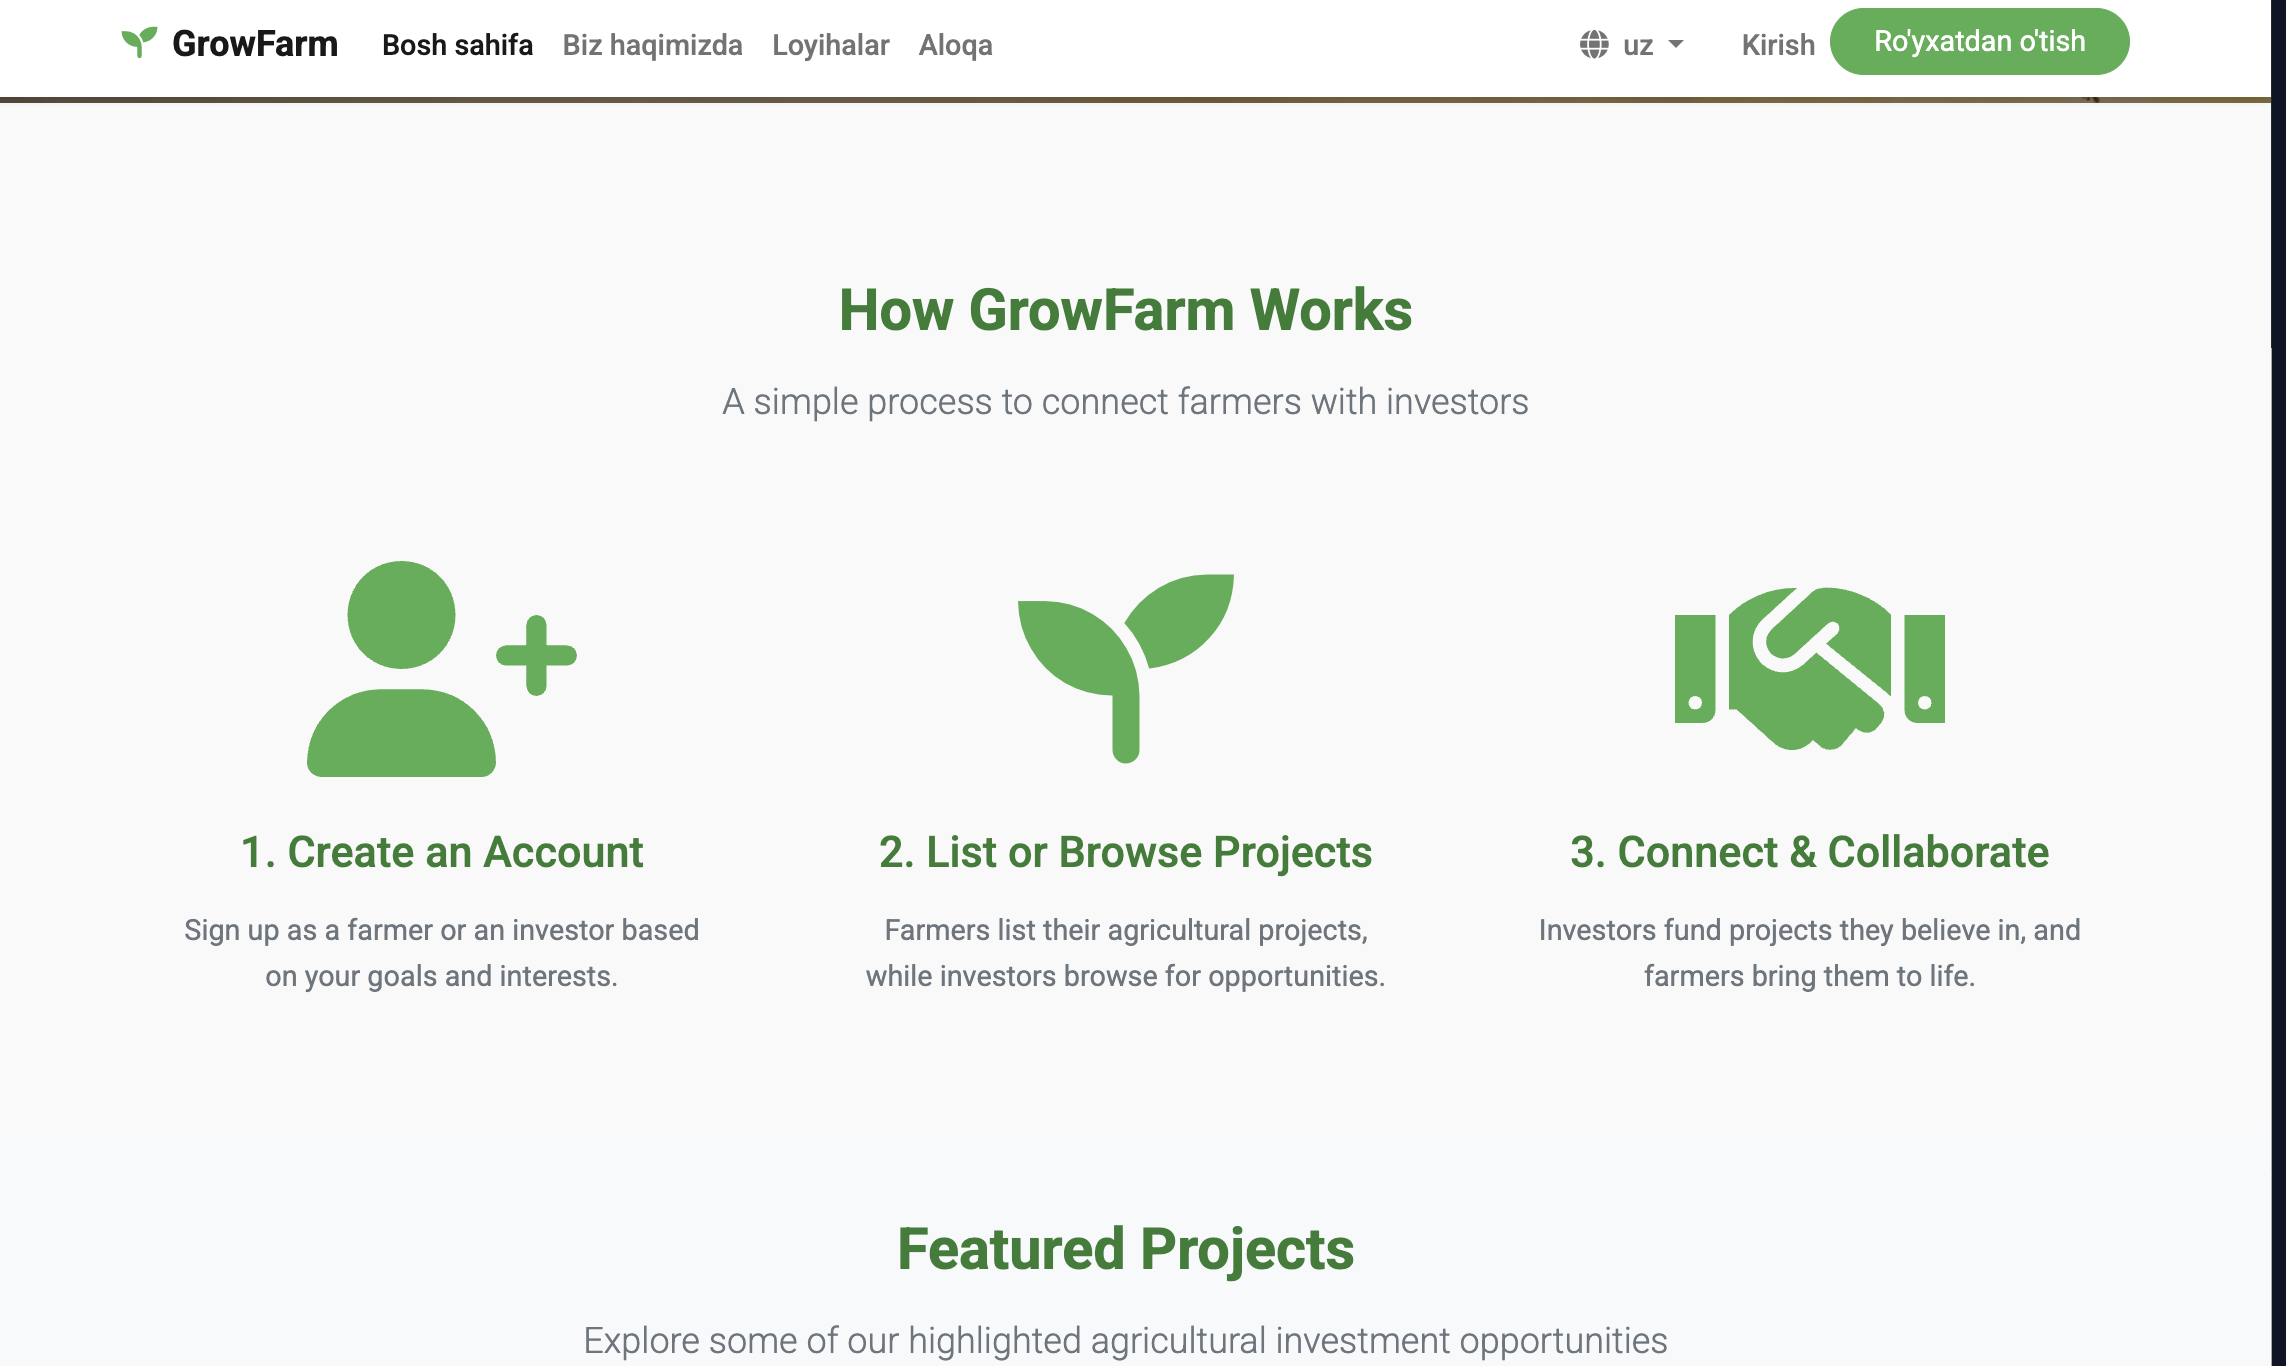 GrowFarm Bosh sahifa Biz haqimizda Loyihalar Aloqa uz Kirish Ro'yxatdan o'tish
How GrowFarm Works
A simple process to connect farmers with investors
1. Create an Account
Sign up as a farmer or an investor based
on your goals and interests.
2. List or Browse Projects
Farmers list their agricultural projects,
while investors browse for opportunities.
3. Connect & Collaborate
Investors fund projects they believe in, and
farmers bring them to life.
Featured Projects
Explore some of our highlighted agricultural investment opportunities